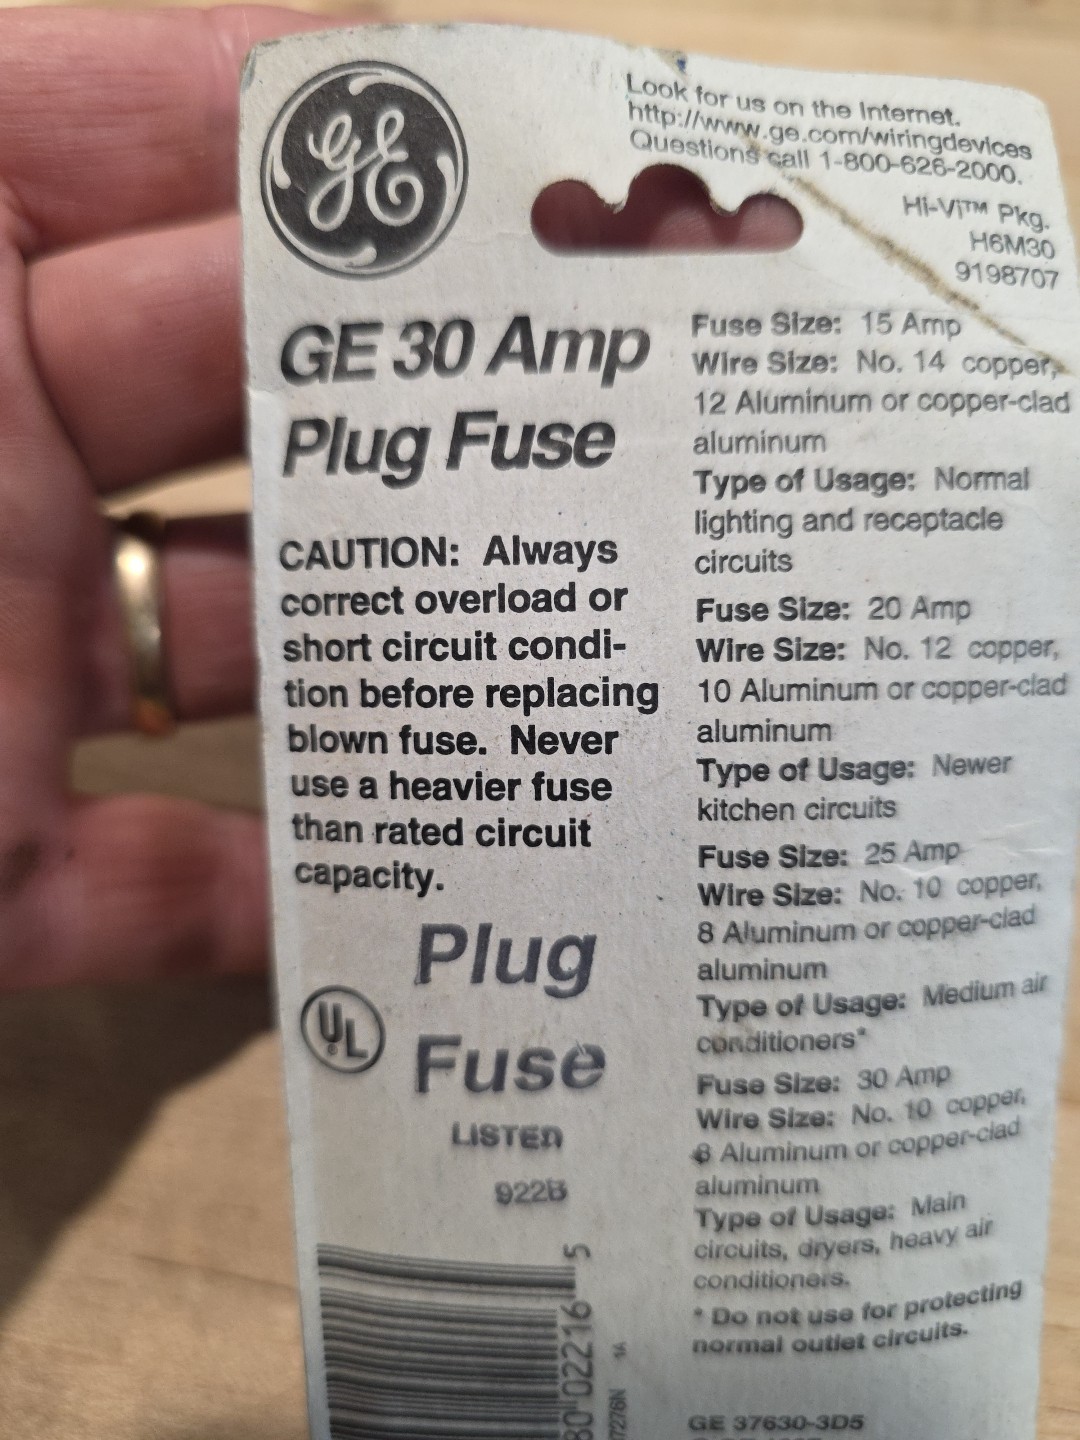 GE
Look for us on the Internet.
http://www.ge.com/wiringdevices
Questions call 1-800-626-2000.
Hi-Vi™ Pkg.
H6M30
9198707
GE 30 Amp
Plug Fuse
CAUTION: Always
correct overload or
short circuit condi-
tion before replacing
blown fuse. Never
use a heavier fuse
than rated circuit
capacity.
Plug
Fuse
UL
®
LISTED
922B
Fuse Size: 15 Amp
Wire Size: No. 14 copper,
12 Aluminum or copper-clad
aluminum
Type of Usage: Normal
lighting and receptacle
circuits
Fuse Size: 20 Amp
Wire Size: No. 12 copper,
10 Aluminum or copper-clad
aluminum
Type of Usage: Newer
kitchen circuits
Fuse Size: 25 Amp
Wire Size: No. 10 copper,
8 Aluminum or copper-clad
aluminum
Type of Usage: Medium air
conditioners*
Fuse Size: 30 Amp
Wire Size: No. 10 copper,
8 Aluminum or copper-clad
aluminum
Type of Usage: Main
circuits, dryers, heavy air
conditioners.
* Do not use for protecting
normal outlet circuits.
GE 37630-3D5
80 02216 5
7276N 1A